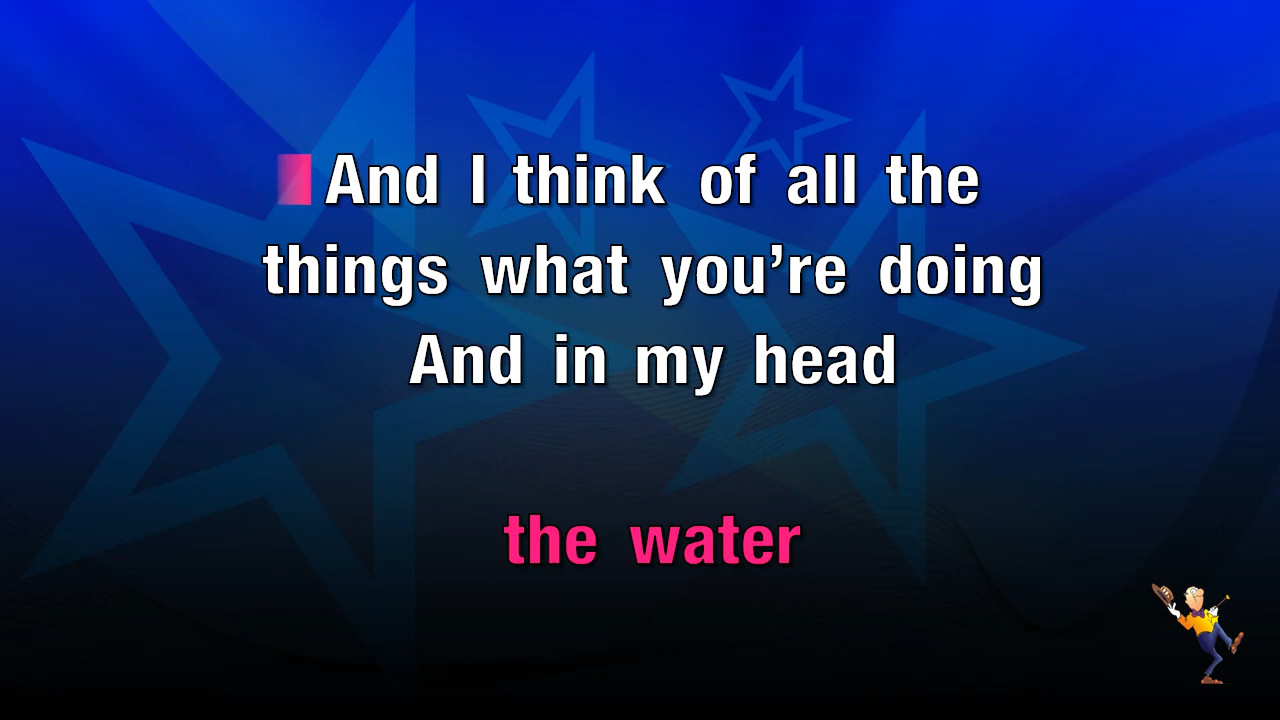 And I think of all the
things what you’re doing
And in my head
the water